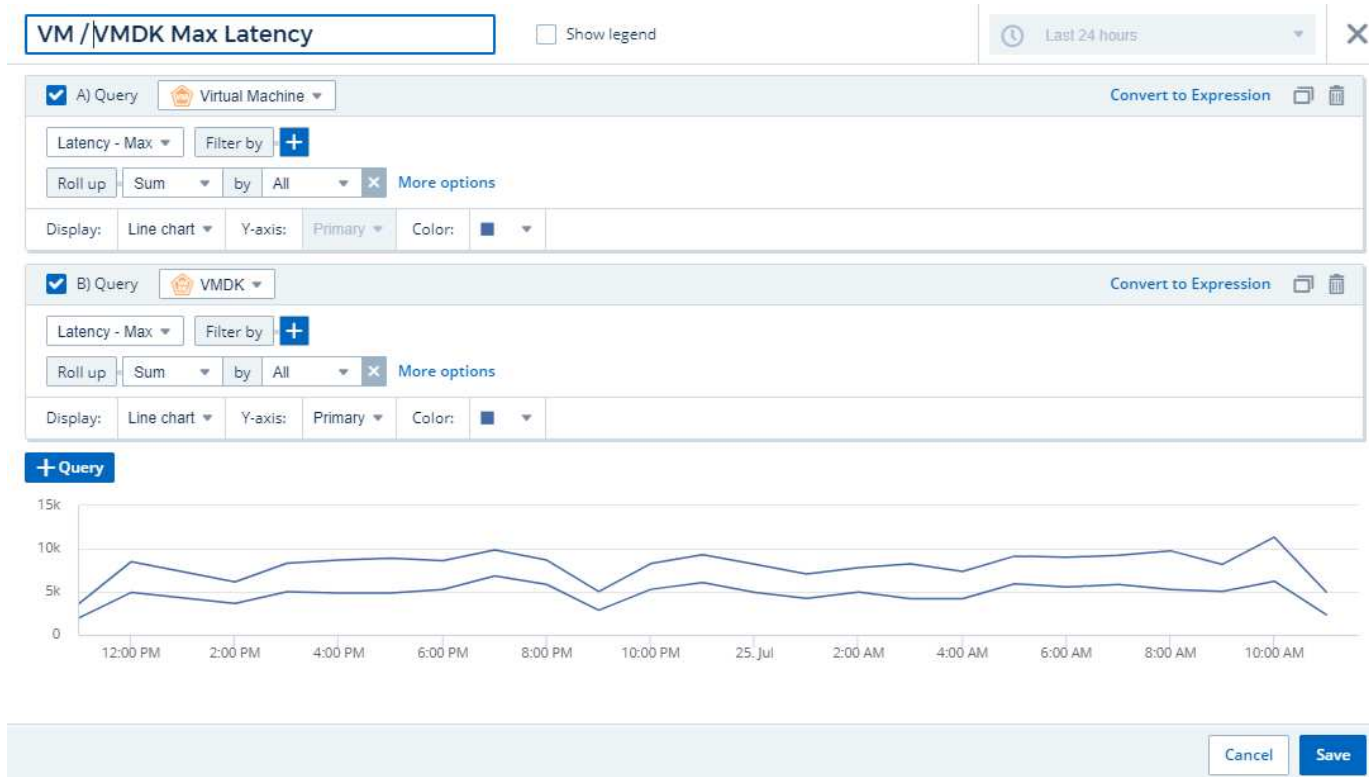 VM / VMDK Max Latency Show legend Last 24 hours
A) Query Virtual Machine Convert to Expression
Latency - Max Filter by
Roll up Sum by All More options
Display: Line chart Y-axis: Primary Color:
B) Query VMDK Convert to Expression
Latency - Max Filter by
Roll up Sum by All More options
Display: Line chart Y-axis: Primary Color:
+ Query
15k
10k
5k
0
12:00 PM 2:00 PM 4:00 PM 6:00 PM 8:00 PM 10:00 PM 25. Jul 2:00 AM 4:00 AM 6:00 AM 8:00 AM 10:00 AM
Cancel Save